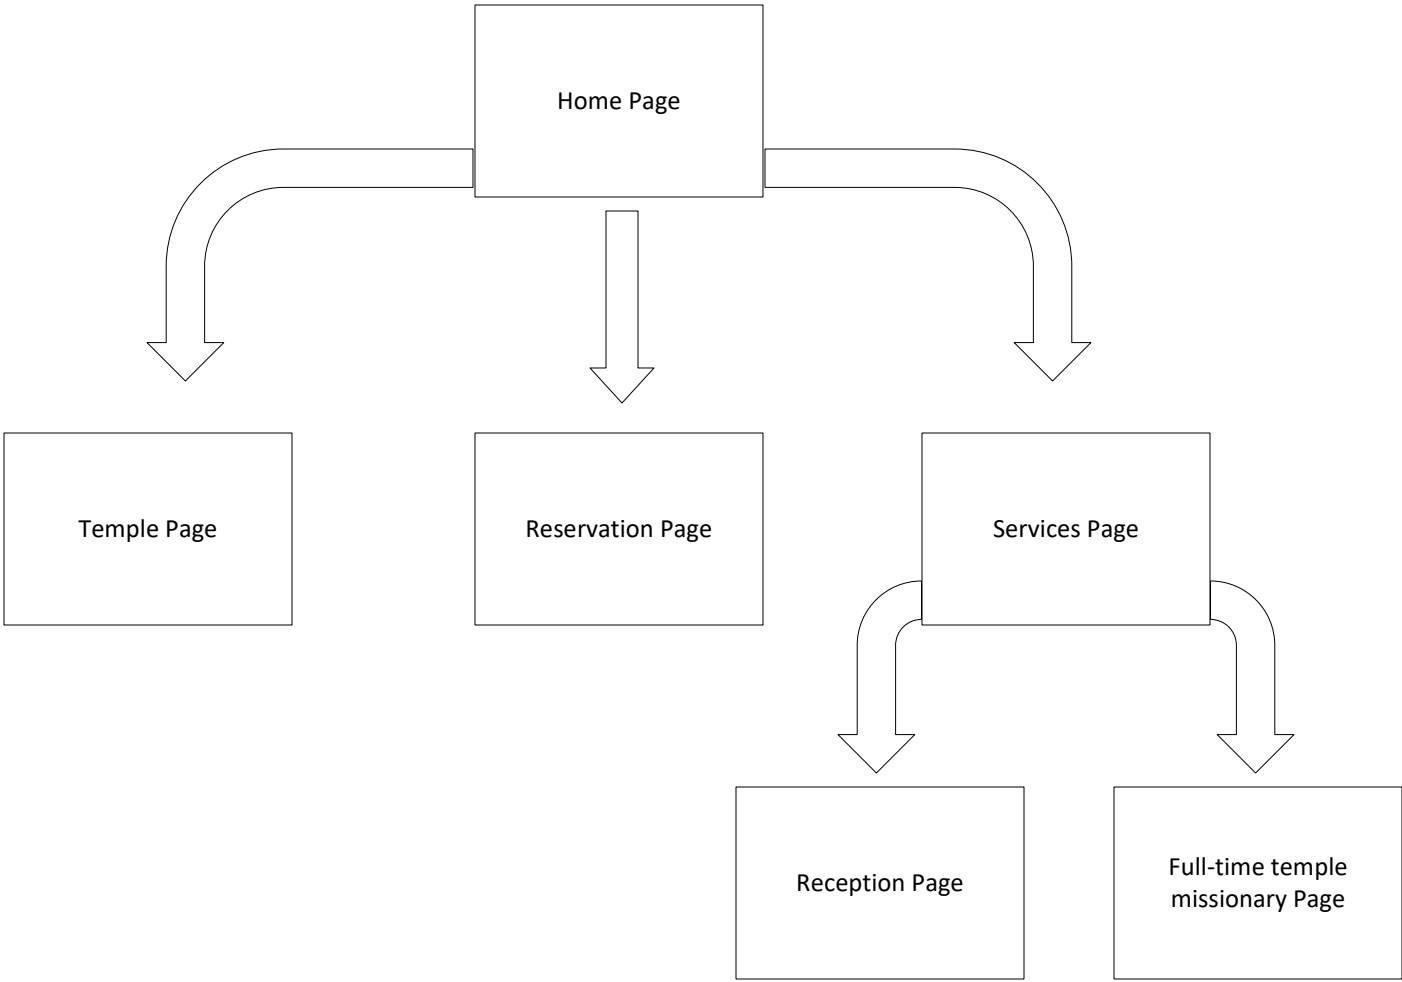 Home Page
Temple Page
Reservation Page
Services Page
Reception Page
Full-time temple
missionary Page